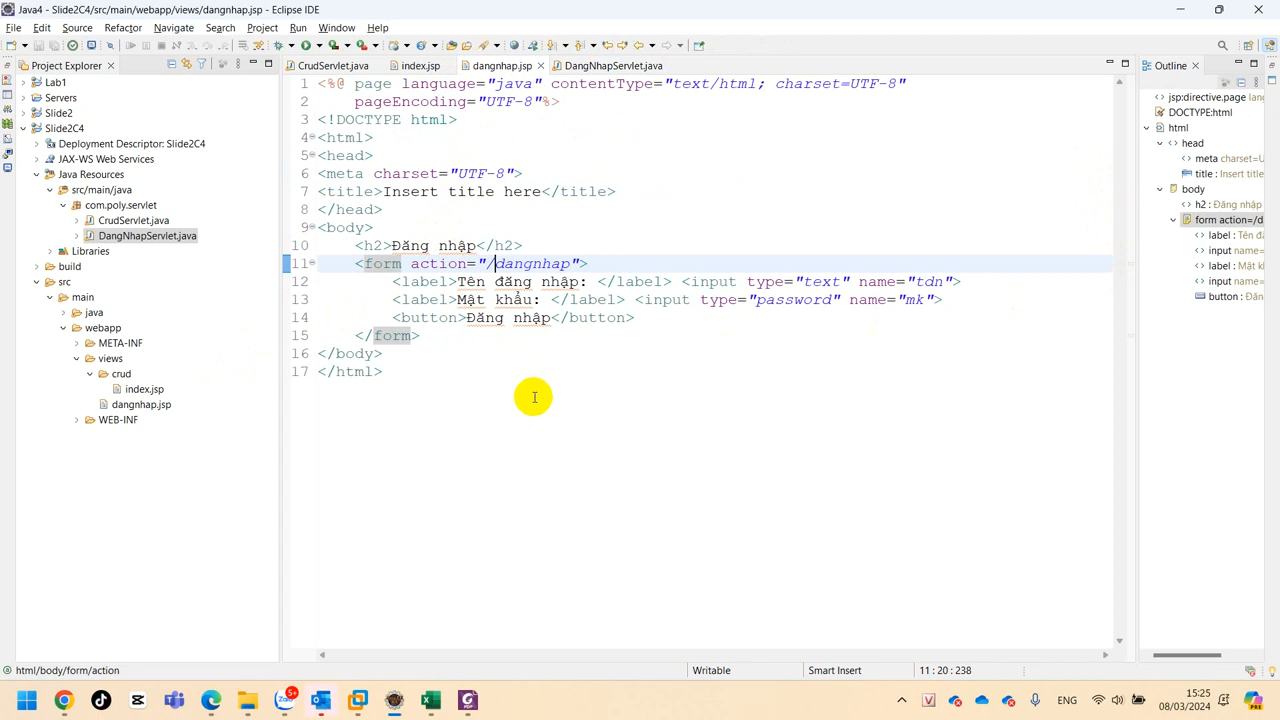 Java4 - Slide2C4/src/main/webapp/views/dangnhap.jsp - Eclipse IDE
File Edit Source Refactor Navigate Search Project Run Window Help
Project Explorer
Lab1
Servers
Slide2
Slide2C4
Deployment Descriptor: Slide2C4
JAX-WS Web Services
Java Resources
src/main/java
com.poly.servlet
CrudServlet.java
DangNhapServlet.java
Libraries
build
src
main
java
webapp
META-INF
views
crud
index.jsp
dangnhap.jsp
WEB-INF
CrudServlet.java index.jsp dangnhap.jsp DangNhapServlet.java
1 <%@ page language="java" contentType="text/html; charset=UTF-8"
2 pageEncoding="UTF-8"%>
3 <!DOCTYPE html>
4 <html>
5 <head>
6 <meta charset="UTF-8">
7 <title>Insert title here</title>
8 </head>
9 <body>
10 <h2>Đăng nhập</h2>
11 <form action="/dangnhap">
12 <label>Tên đăng nhập: </label> <input type="text" name="tdn">
13 <label>Mật khẩu: </label> <input type="password" name="mk">
14 <button>Đăng nhập</button>
15 </form>
16 </body>
17 </html>
Outline
jsp:directive.page lang
DOCTYPE:html
html
head
meta charset=
title : Insert title
body
h2 : Đăng nhập
form action=/d
label : Tên đă
input name=
label : Mật k
input name=
button : Đăng
html/body/form/action Writable Smart Insert 11 : 20 : 238
5+
Zalo
ENG
15:25
08/03/2024
PRE